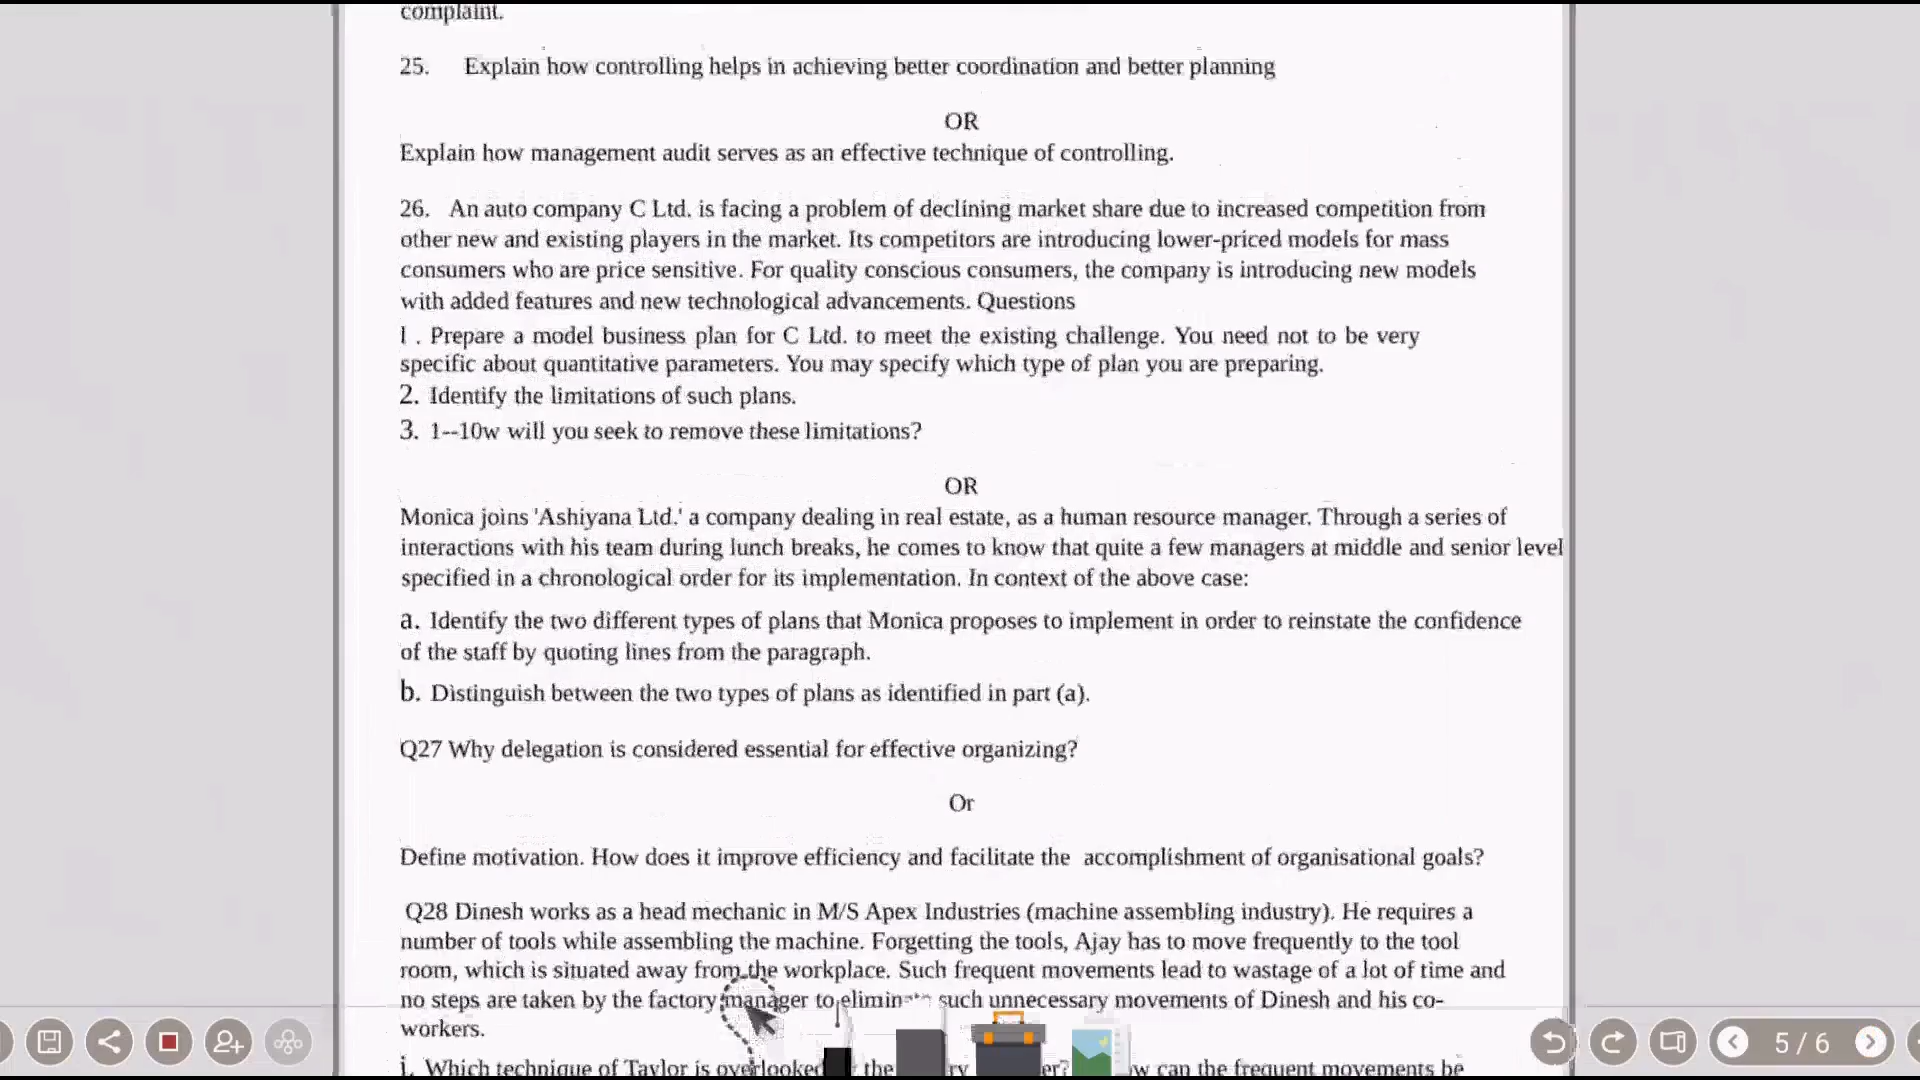 complaint.
25. Explain how controlling helps in achieving better coordination and better planning
OR
Explain how management audit serves as an effective technique of controlling.
26. An auto company C Ltd. is facing a problem of declining market share due to increased competition from
other new and existing players in the market. Its competitors are introducing lower-priced models for mass
consumers who are price sensitive. For quality conscious consumers, the company is introducing new models
with added features and new technological advancements. Questions
l . Prepare a model business plan for C Ltd. to meet the existing challenge. You need not to be very
specific about quantitative parameters. You may specify which type of plan you are preparing.
2. Identify the limitations of such plans.
3. 1--10w will you seek to remove these limitations?
OR
Monica joins 'Ashiyana Ltd.' a company dealing in real estate, as a human resource manager. Through a series of
interactions with his team during lunch breaks, he comes to know that quite a few managers at middle and senior level
specified in a chronological order for its implementation. In context of the above case:
a. Identify the two different types of plans that Monica proposes to implement in order to reinstate the confidence
of the staff by quoting lines from the paragraph.
b. Distinguish between the two types of plans as identified in part (a).
Q27 Why delegation is considered essential for effective organizing?
Or
Define motivation. How does it improve efficiency and facilitate the accomplishment of organisational goals?
Q28 Dinesh works as a head mechanic in M/S Apex Industries (machine assembling industry). He requires a
number of tools while assembling the machine. Forgetting the tools, Ajay has to move frequently to the tool
room, which is situated away from the workplace. Such frequent movements lead to wastage of a lot of time and
no steps are taken by the factory manager to such unnecessary movements of Dinesh and his co-
workers.
i. Which technique of Taylor is overlooked the can the frequent movements be
5 / 6